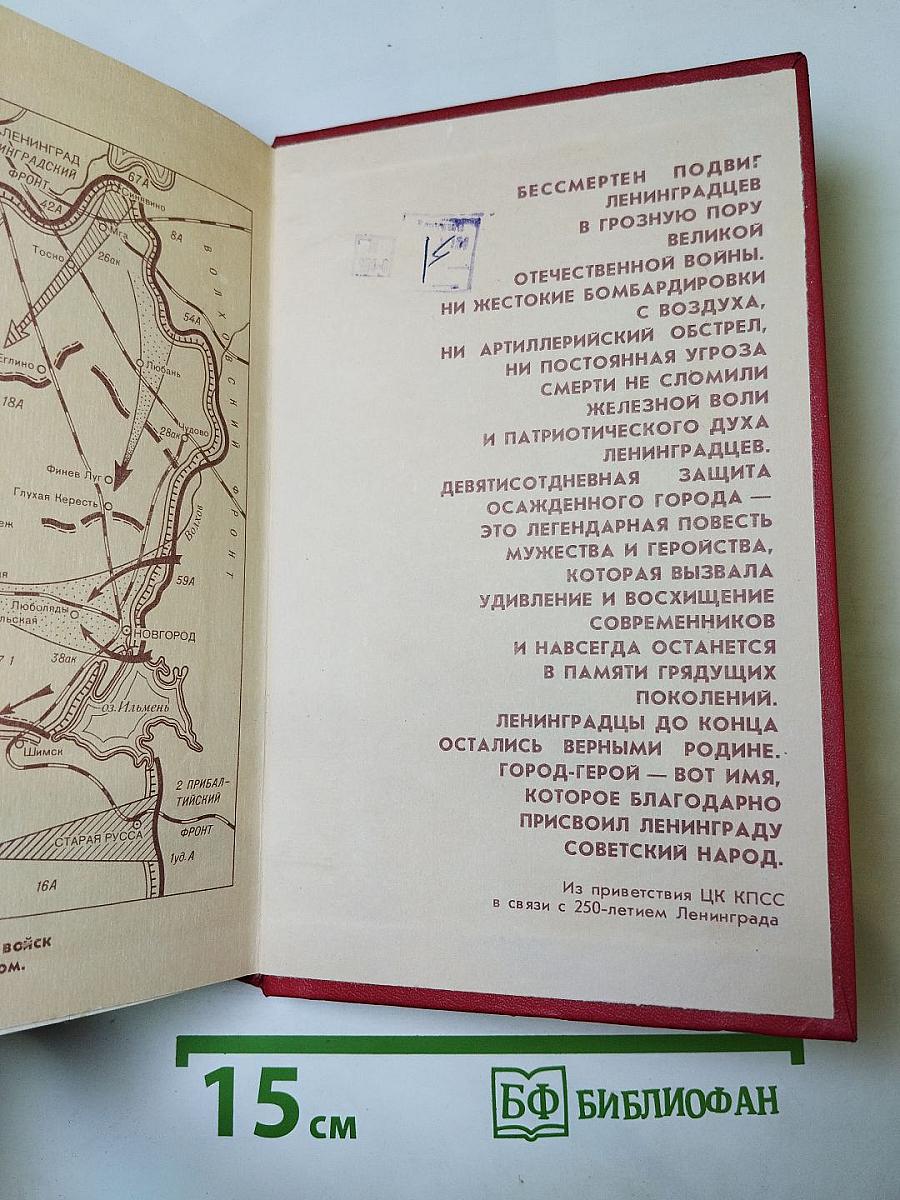 ЛЕНИНГРАД
ФРОНТ
67А
Синявино
42А
Мга
8А
Тосно
26ак
ВОЛХОВСКИЙ ФРОНТ
54А
Еглино
Любань
18А
Чудово
28ак
Финев Луг
Глухая Кересть
Волхов
59А
Люболяды
НОВГОРОД
38ак
оз.Ильмень
Шимск
2 ПРИБАЛ-
ТИЙСКИЙ
ФРОНТ
СТАРАЯ РУССА
1уд.А
16А
войск
БЕССМЕРТЕН ПОДВИГ
ЛЕНИНГРАДЦЕВ
В ГРОЗНУЮ ПОРУ
ВЕЛИКОЙ
ОТЕЧЕСТВЕННОЙ ВОЙНЫ.
НИ ЖЕСТОКИЕ БОМБАРДИРОВКИ
С ВОЗДУХА,
НИ АРТИЛЛЕРИЙСКИЙ ОБСТРЕЛ,
НИ ПОСТОЯННАЯ УГРОЗА
СМЕРТИ НЕ СЛОМИЛИ
ЖЕЛЕЗНОЙ ВОЛИ
И ПАТРИОТИЧЕСКОГО ДУХА
ЛЕНИНГРАДЦЕВ.
ДЕВЯТИСОТДНЕВНАЯ ЗАЩИТА
ОСАЖДЕННОГО ГОРОДА —
ЭТО ЛЕГЕНДАРНАЯ ПОВЕСТЬ
МУЖЕСТВА И ГЕРОЙСТВА,
КОТОРАЯ ВЫЗВАЛА
УДИВЛЕНИЕ И ВОСХИЩЕНИЕ
СОВРЕМЕННИКОВ
И НАВСЕГДА ОСТАНЕТСЯ
В ПАМЯТИ ГРЯДУЩИХ
ПОКОЛЕНИЙ.
ЛЕНИНГРАДЦЫ ДО КОНЦА
ОСТАЛИСЬ ВЕРНЫМИ РОДИНЕ.
ГОРОД-ГЕРОЙ — ВОТ ИМЯ,
КОТОРОЕ БЛАГОДАРНО
ПРИСВОИЛ ЛЕНИНГРАДУ
СОВЕТСКИЙ НАРОД.
Из приветствия ЦК КПСС
в связи с 250-летием Ленинграда
15 см
БФ БИБЛИОФАН